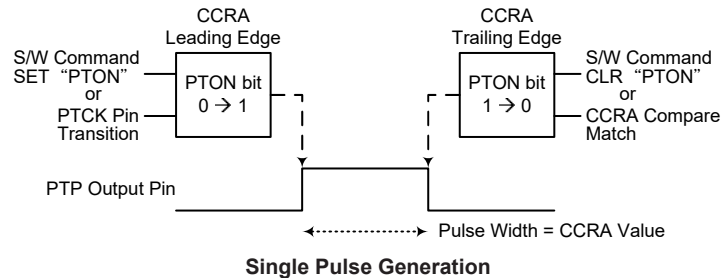 CCRA
Leading Edge
S/W Command
SET “PTON”
or
PTCK Pin
Transition
PTON bit
0 → 1
CCRA
Trailing Edge
PTON bit
1 → 0
S/W Command
CLR “PTON”
or
CCRA Compare
Match
PTP Output Pin
Pulse Width = CCRA Value
Single Pulse Generation